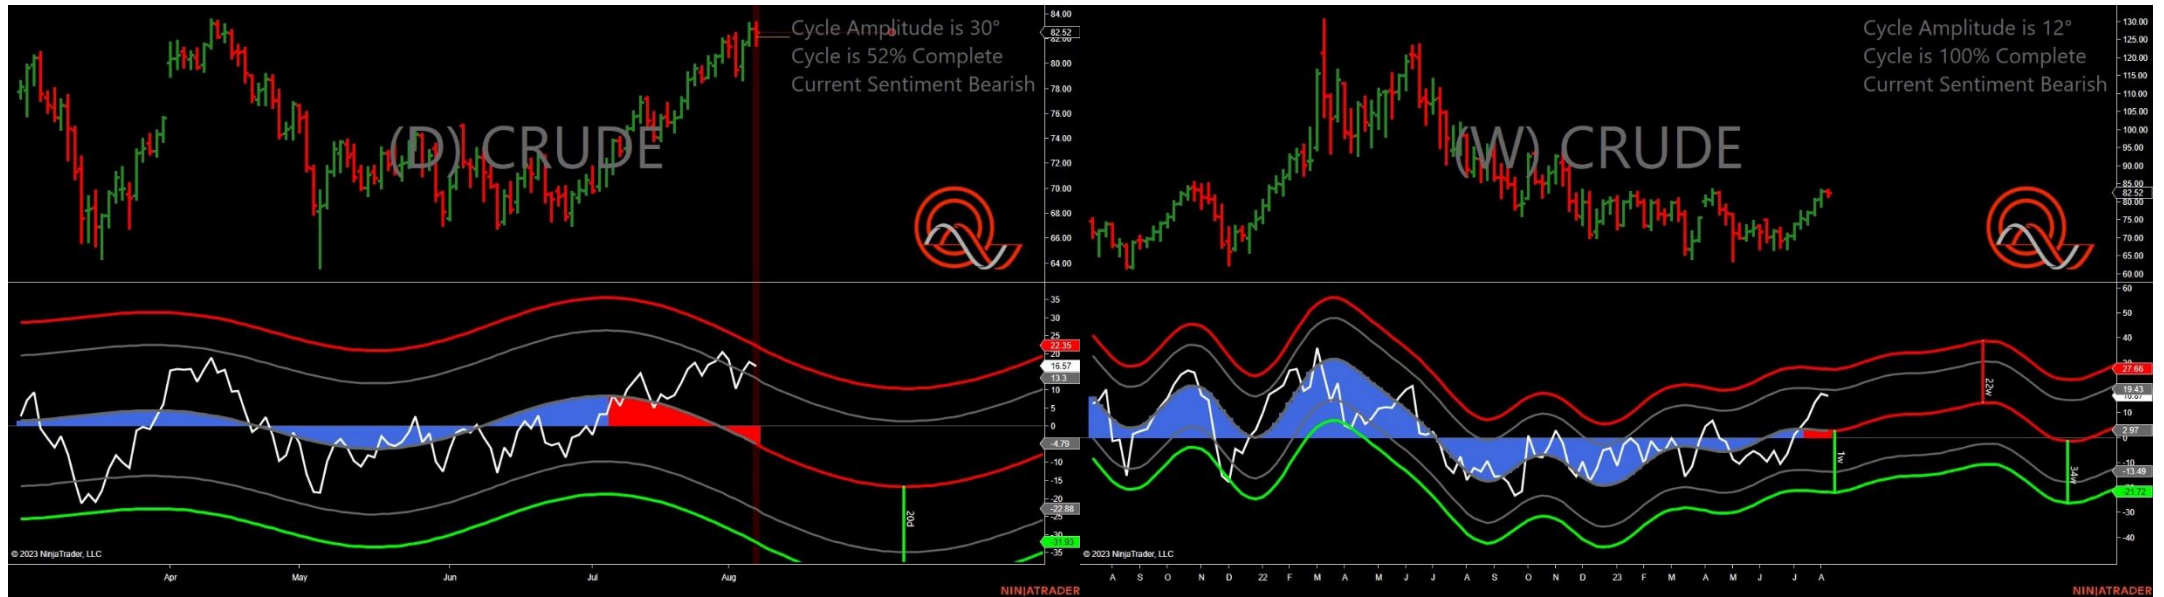 Cycle Amplitude is 30°
Cycle is 52% Complete
Current Sentiment Bearish
(D) CRUDE
84.00
82.52
80.00
78.00
76.00
74.00
72.00
70.00
68.00
66.00
64.00
35
30
25
22.35
20
16.57
13.3
10
5
0
-4.79
-10
-15
-20
-22.88
-25
-31.93
-35
20d
© 2023 NinjaTrader, LLC
Apr
May
Jun
Jul
Aug
NINJATRADER
Cycle Amplitude is 12°
Cycle is 100% Complete
Current Sentiment Bearish
(W) CRUDE
130.00
125.00
120.00
115.00
110.00
105.00
100.00
95.00
90.00
85.00
82.52
80.00
75.00
70.00
65.00
60.00
60
50
40
27.66
19.43
10
2.97
0
-13.49
-21.72
-30
-40
22w
1w
34w
© 2023 NinjaTrader, LLC
A S O N D 22 F M A M J J A S O N D 23 F M A M J J A
NINJATRADER